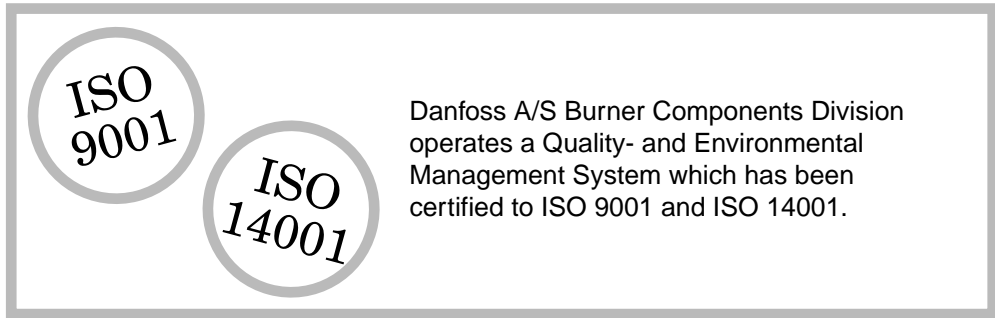 ISO
9001
ISO
14001
Danfoss A/S Burner Components Division
operates a Quality- and Environmental
Management System which has been
certified to ISO 9001 and ISO 14001.